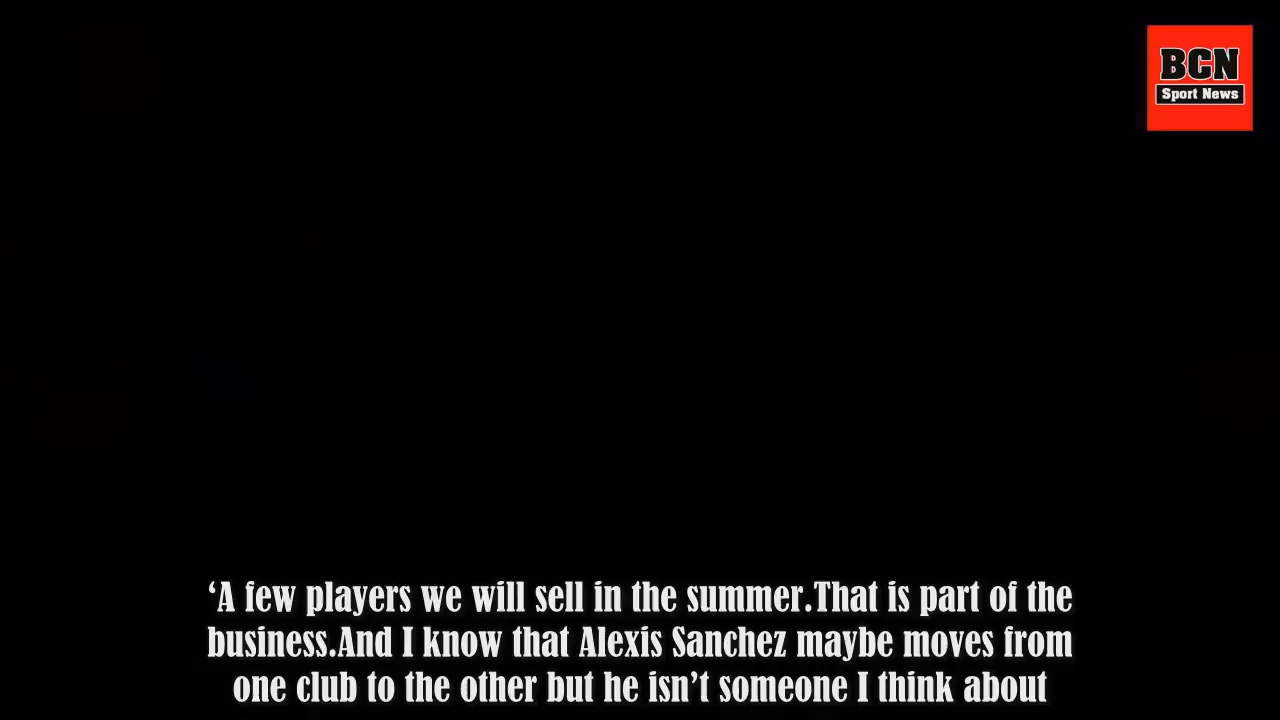 BCN
Sport News
‘A few players we will sell in the summer.That is part of the
business.And I know that Alexis Sanchez maybe moves from
one club to the other but he isn’t someone I think about